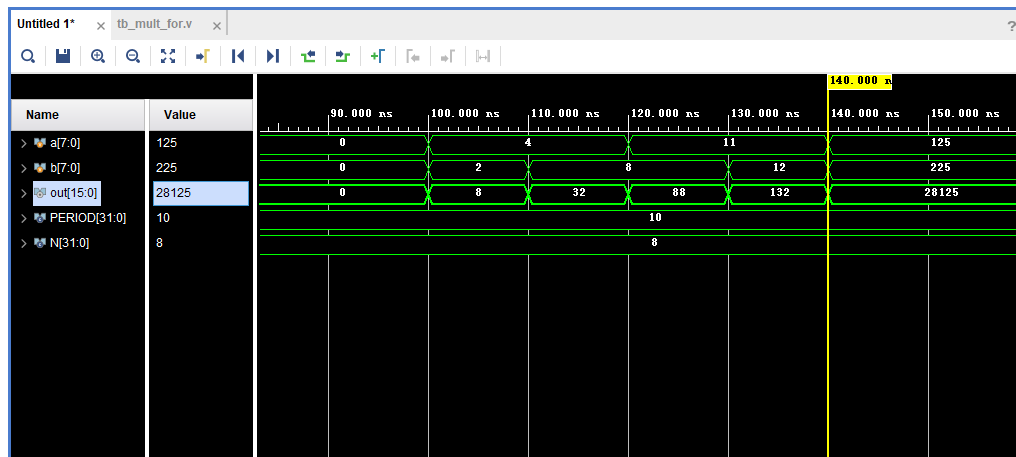 Untitled 1* × tb_mult_for.v ×
?
140.000 n
Name Value
90.000 ns 100.000 ns 110.000 ns 120.000 ns 130.000 ns 140.000 ns 150.000 ns
a[7:0] 125 0 4 11 125
b[7:0] 225 0 2 8 12 225
out[15:0] 28125 0 8 32 88 132 28125
PERIOD[31:0] 10 10
N[31:0] 8 8